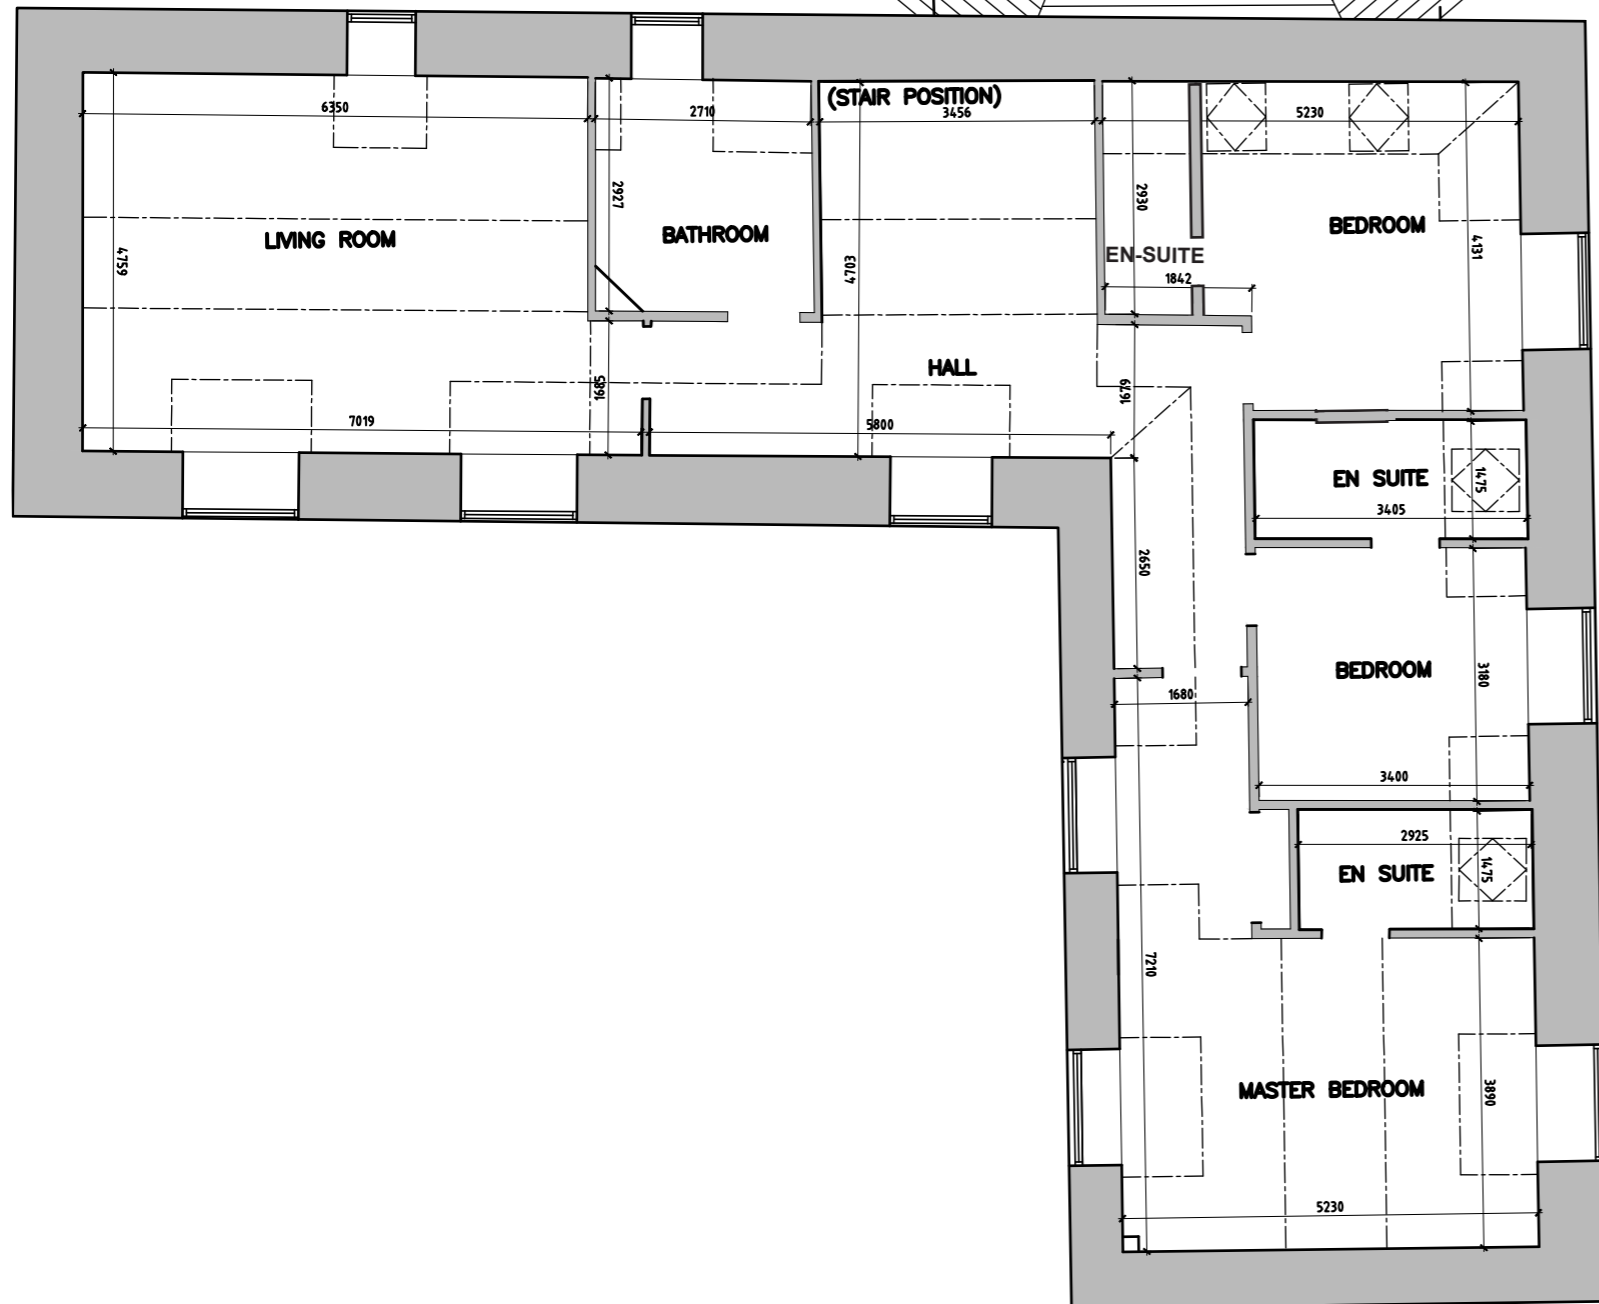 (STAIR POSITION)
6350
2710
3456
5230
2927
2930
LIVING ROOM
BATHROOM
BEDROOM
4759
4703
EN-SUITE
4131
1842
HALL
1685
1679
7019
5800
EN SUITE
1475
3405
2650
BEDROOM
3180
1680
3400
2925
EN SUITE
1475
7210
MASTER BEDROOM
3890
5230